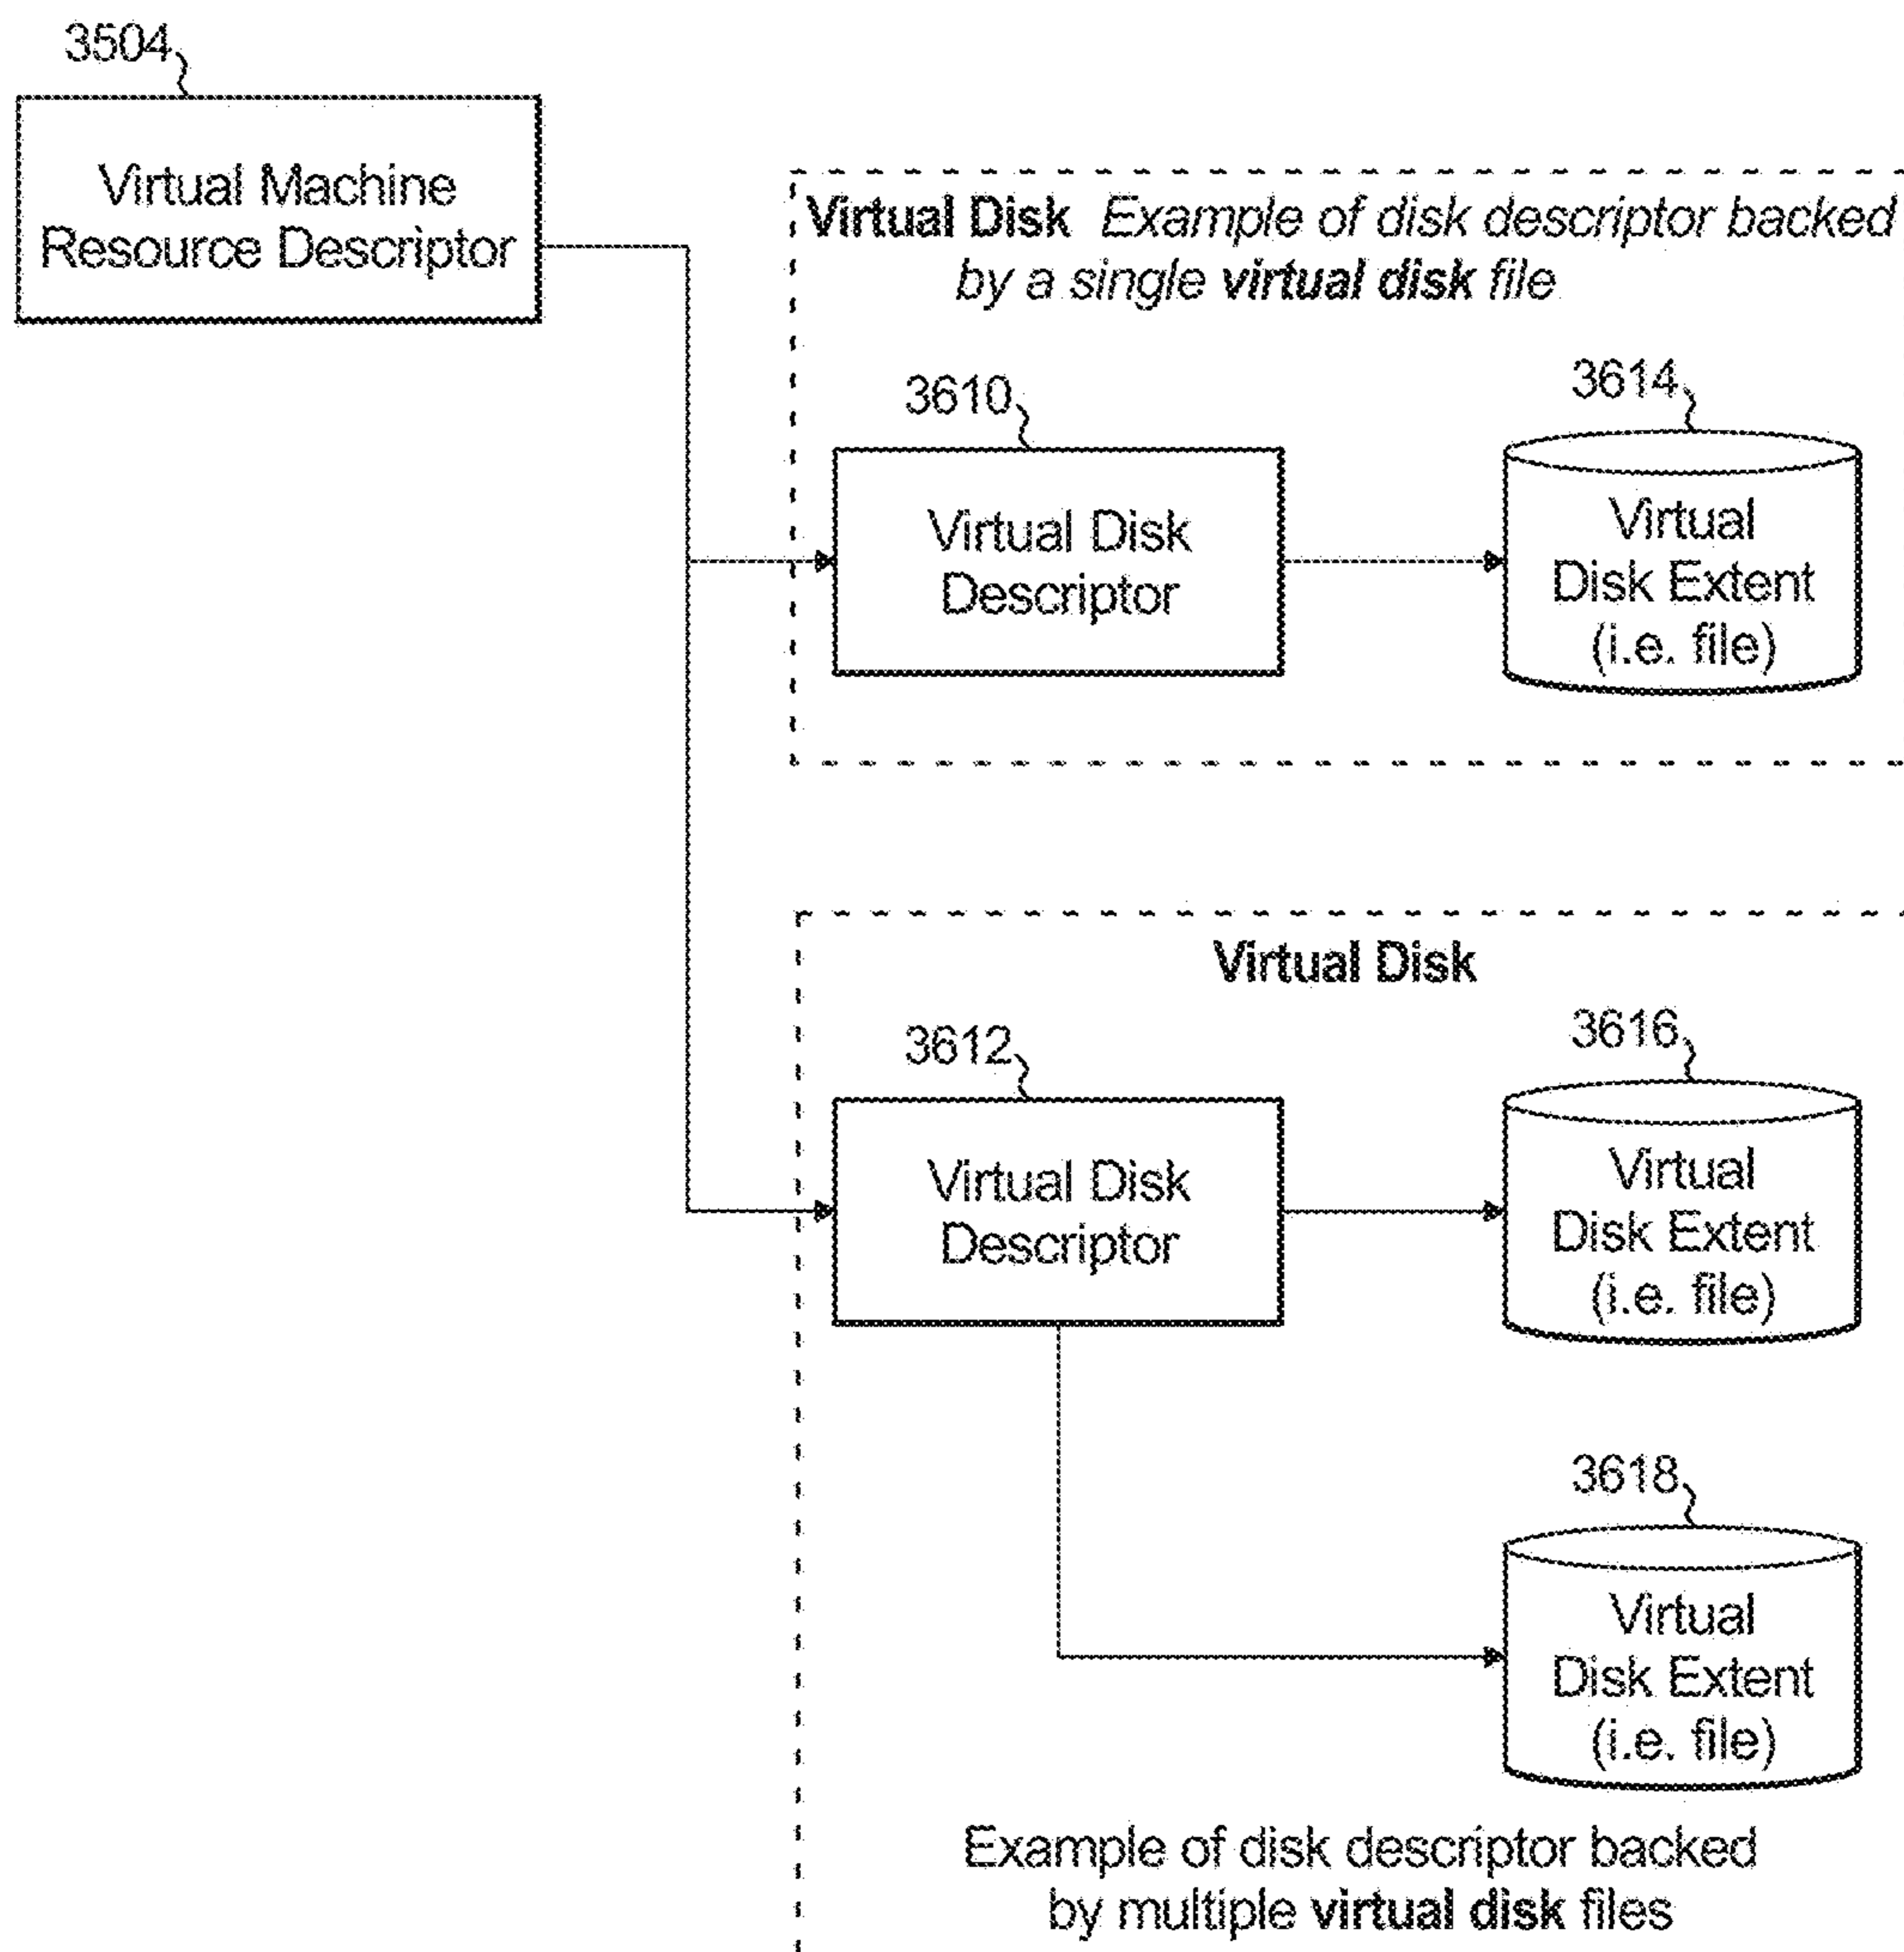 3504
Virtual Machine
Resource Descriptor
Virtual Disk Example of disk descriptor backed
by a single virtual disk file
3610
Virtual Disk
Descriptor
3614
Virtual
Disk Extent
(i.e. file)
Virtual Disk
3612
Virtual Disk
Descriptor
3616
Virtual
Disk Extent
(i.e. file)
3618
Virtual
Disk Extent
(i.e. file)
Example of disk descriptor backed
by multiple virtual disk files